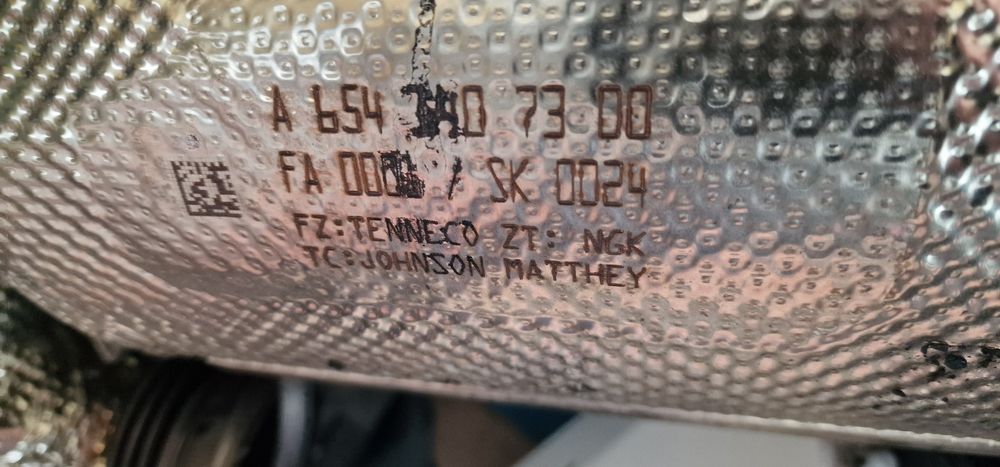 A 654 73 00
FA / SK 0024
FZ:TENNECO ZT: NGK
TC:JOHNSON MATTHEY